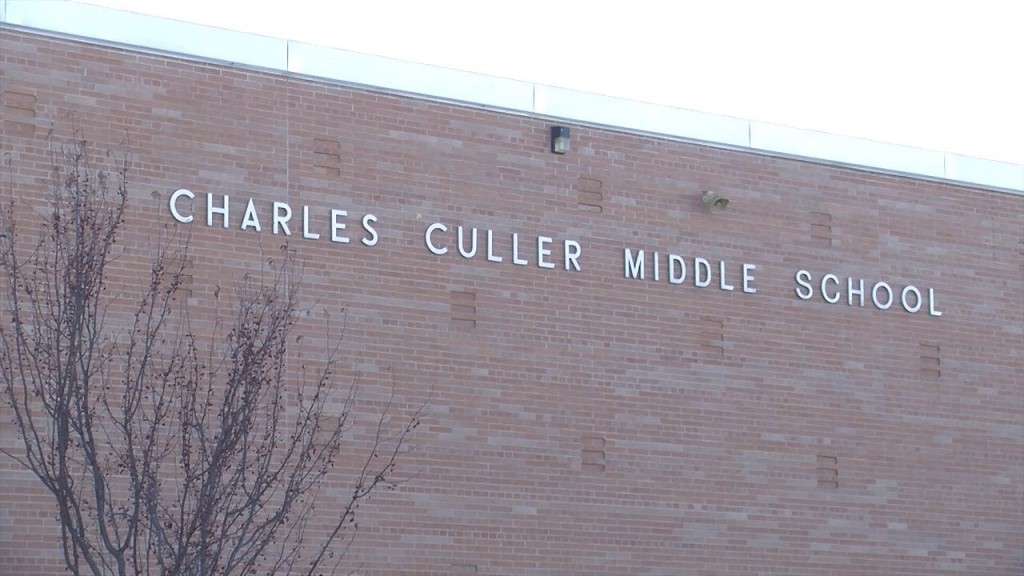 CHARLES CULLER MIDDLE SCHOOL